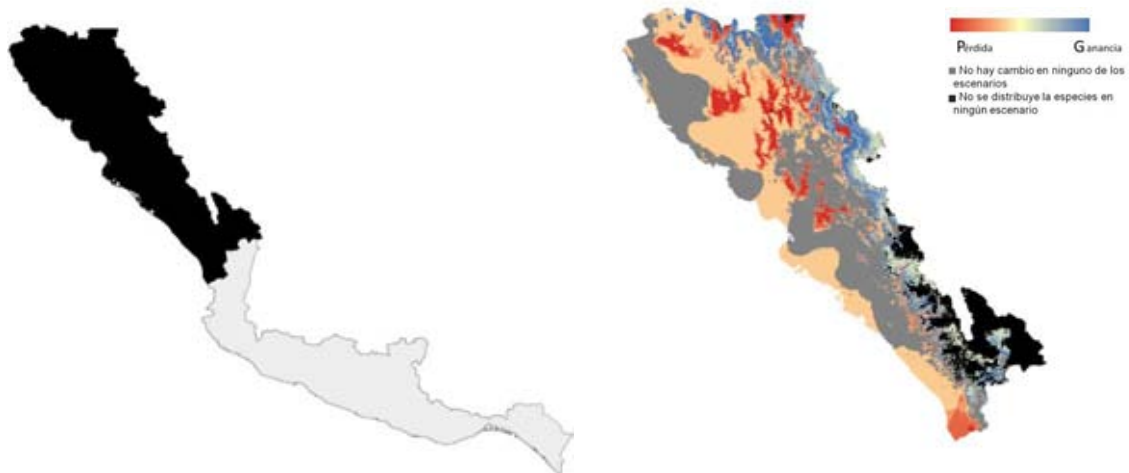 Pérdida Ganancia
No hay cambio en ninguno de los
escenarios
No se distribuye la especies en
ningún escenario